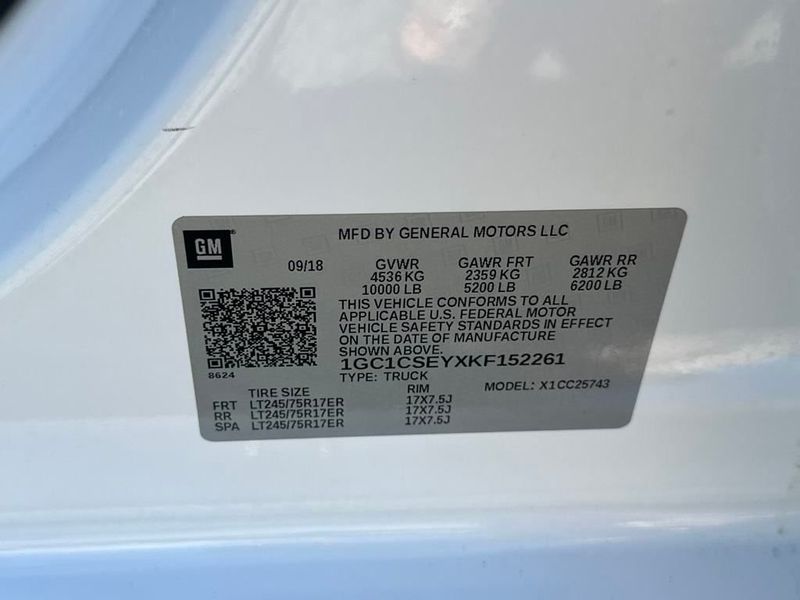 GM
MFD BY GENERAL MOTORS LLC
09/18 GVWR GAWR FRT GAWR RR
4536 KG 2359 KG 2812 KG
10000 LB 5200 LB 6200 LB
THIS VEHICLE CONFORMS TO ALL
APPLICABLE U.S. FEDERAL MOTOR
VEHICLE SAFETY STANDARDS IN EFFECT
ON THE DATE OF MANUFACTURE
SHOWN ABOVE.
1GC1CSEYXKF152261
8624
TYPE: TRUCK MODEL: X1CC25743
TIRE SIZE RIM
FRT LT245/75R17ER 17X7.5J
RR LT245/75R17ER 17X7.5J
SPA LT245/75R17ER 17X7.5J